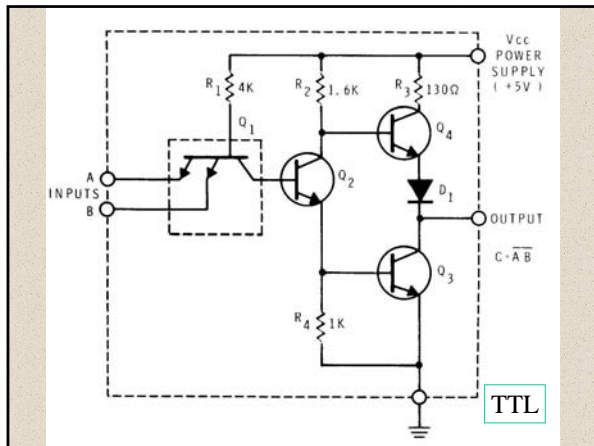 Vcc
POWER
SUPPLY
( +5V )
R1 4K
R2 1.6K
R3 130Ω
Q1
Q4
A
INPUTS
B
Q2
D1
OUTPUT
C-A̅B̅
Q3
R4 1K
TTL